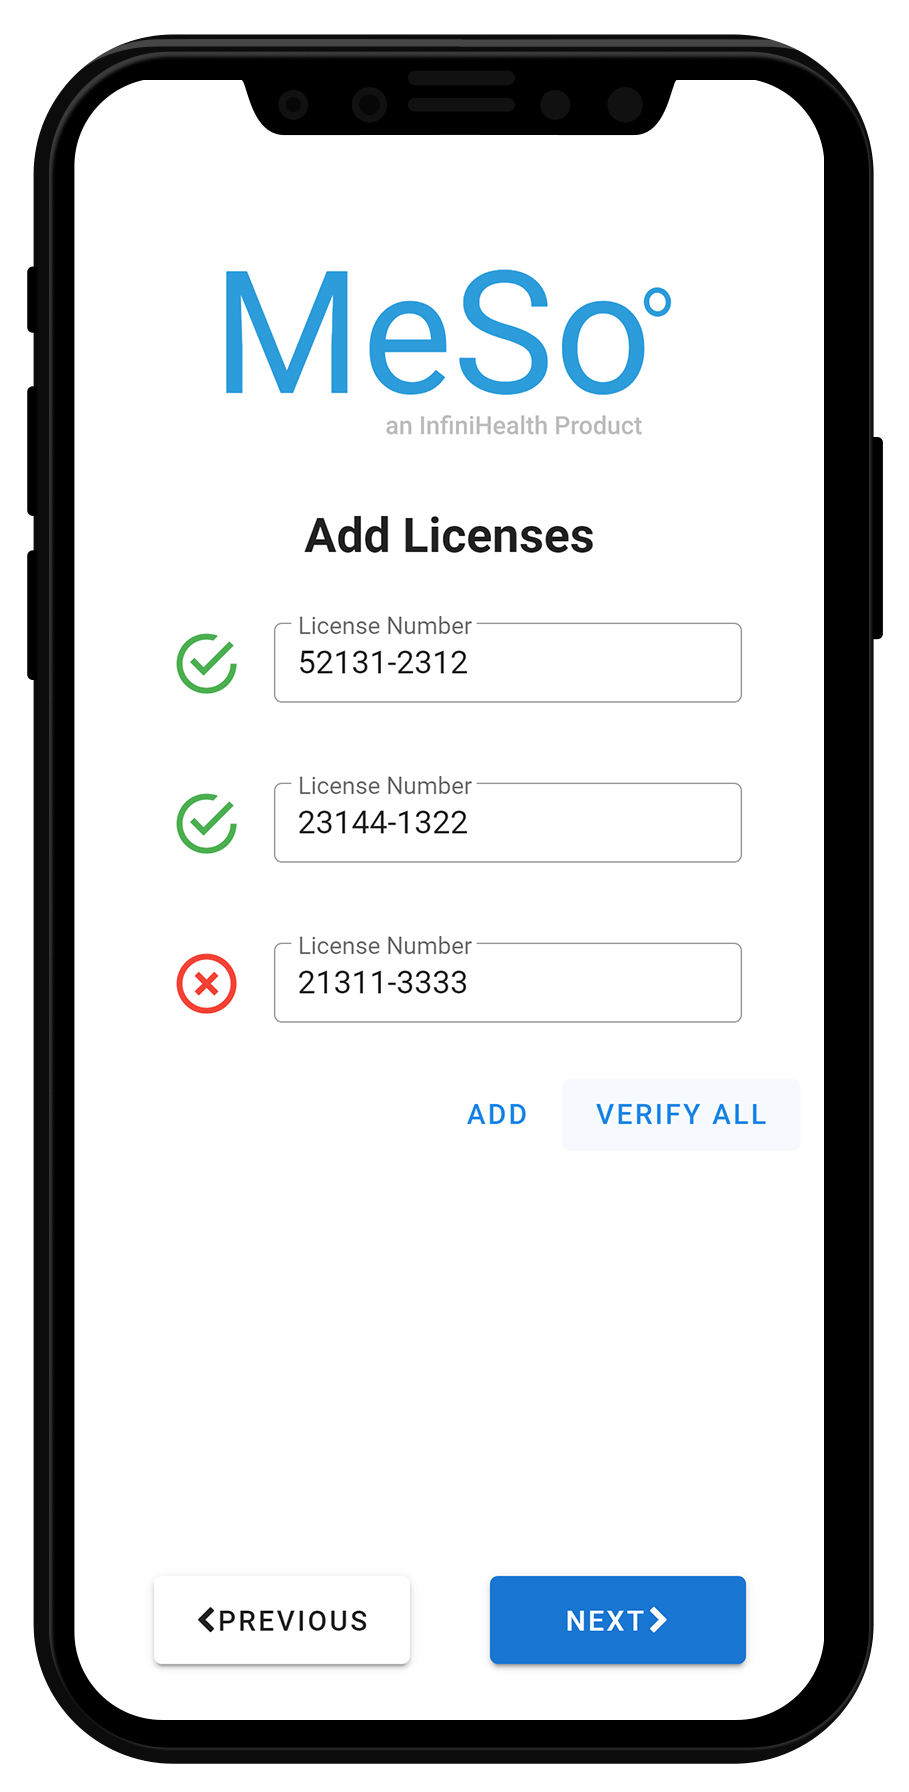 MeSo°
an InfiniHealth Product
Add Licenses
License Number
52131-2312
License Number
23144-1322
License Number
21311-3333
ADD VERIFY ALL
PREVIOUS NEXT